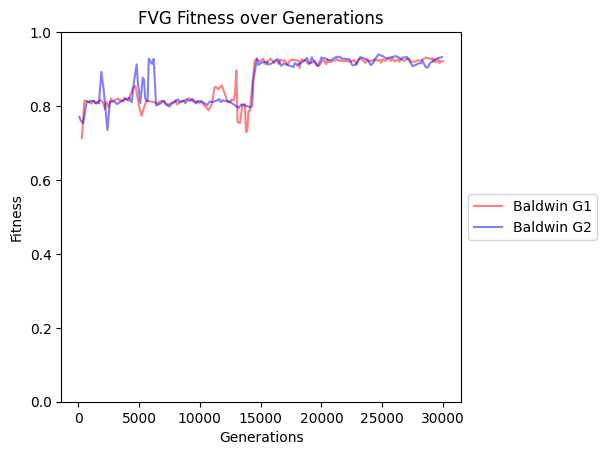 FVG Fitness over Generations
1.0
0.8
0.6
0.4
0.2
0.0
Fitness
0 5000 10000 15000 20000 25000 30000
Generations
Baldwin G1
Baldwin G2